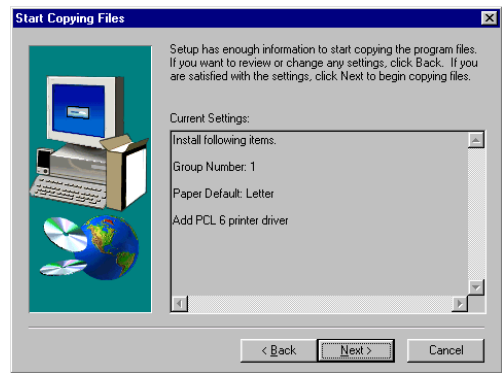 Start Copying Files
Setup has enough information to start copying the program files.
If you want to review or change any settings, click Back. If you
are satisfied with the settings, click Next to begin copying files.
Current Settings:
Install following items.
Group Number: 1
Paper Default: Letter
Add PCL 6 printer driver
< Back
Next >
Cancel